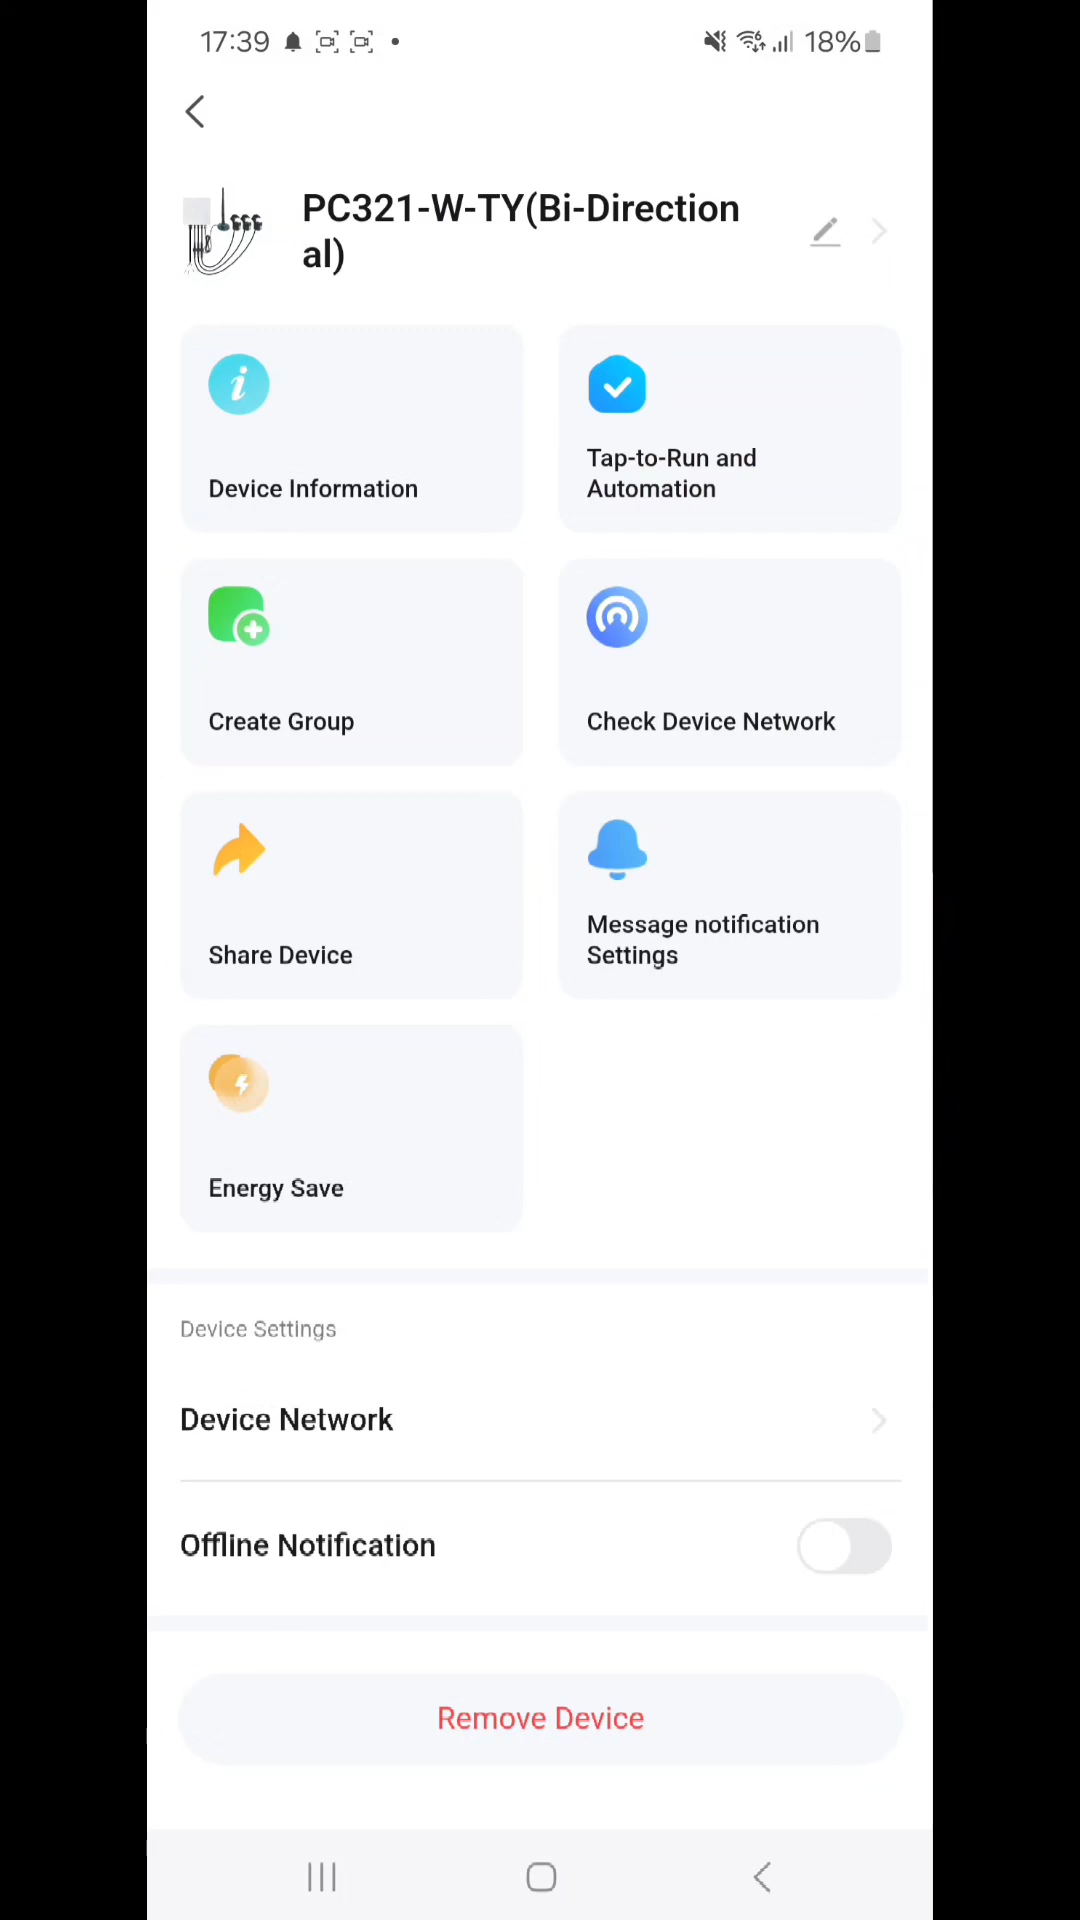 17:39 18%
PC321-W-TY(Bi-Direction
al)
Device Information
Tap-to-Run and
Automation
Create Group
Check Device Network
Share Device
Message notification
Settings
Energy Save
Device Settings
Device Network
Offline Notification
Remove Device